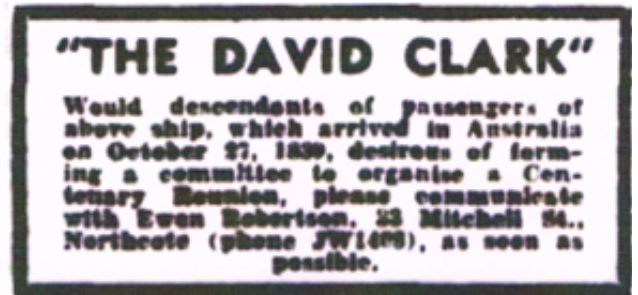 "THE DAVID CLARK"
Would descendants of passengers of
above ship, which arrived in Australia
on October 27, 1839, desirous of form-
ing a committee to organise a Cen-
tenary Reunion, please communicate
with Ewen Robertson, 23 Mitchell St.,
Northcote (phone as soon as
possible.